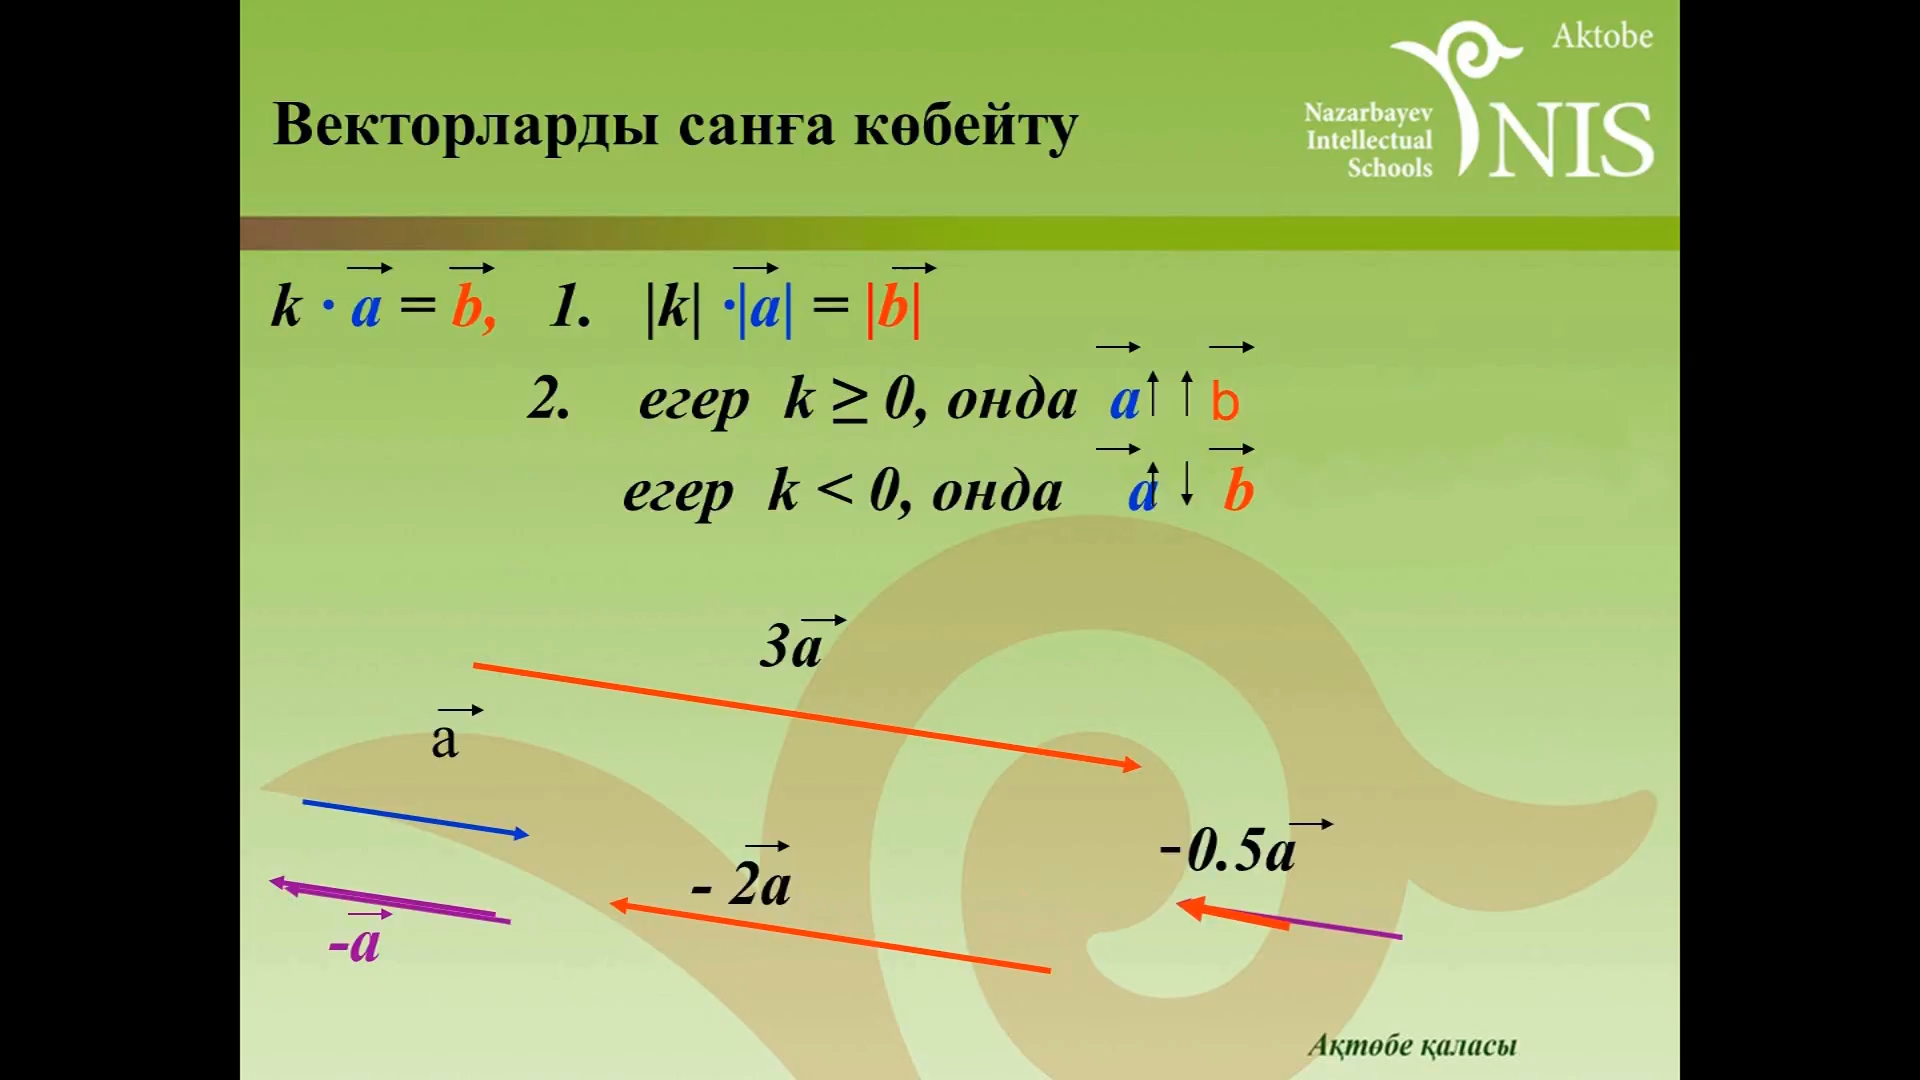 Aktobe
Nazarbayev
Intellectual
Schools
NIS
Векторларды санға көбейту
k · a = b, 1. |k| ·|a| = |b|
2. егер k ≥ 0, онда a ↑ ↑ b
егер k < 0, онда a ↑ ↓ b
3a
a
-0.5a
- 2a
-a
Ақтөбе қаласы